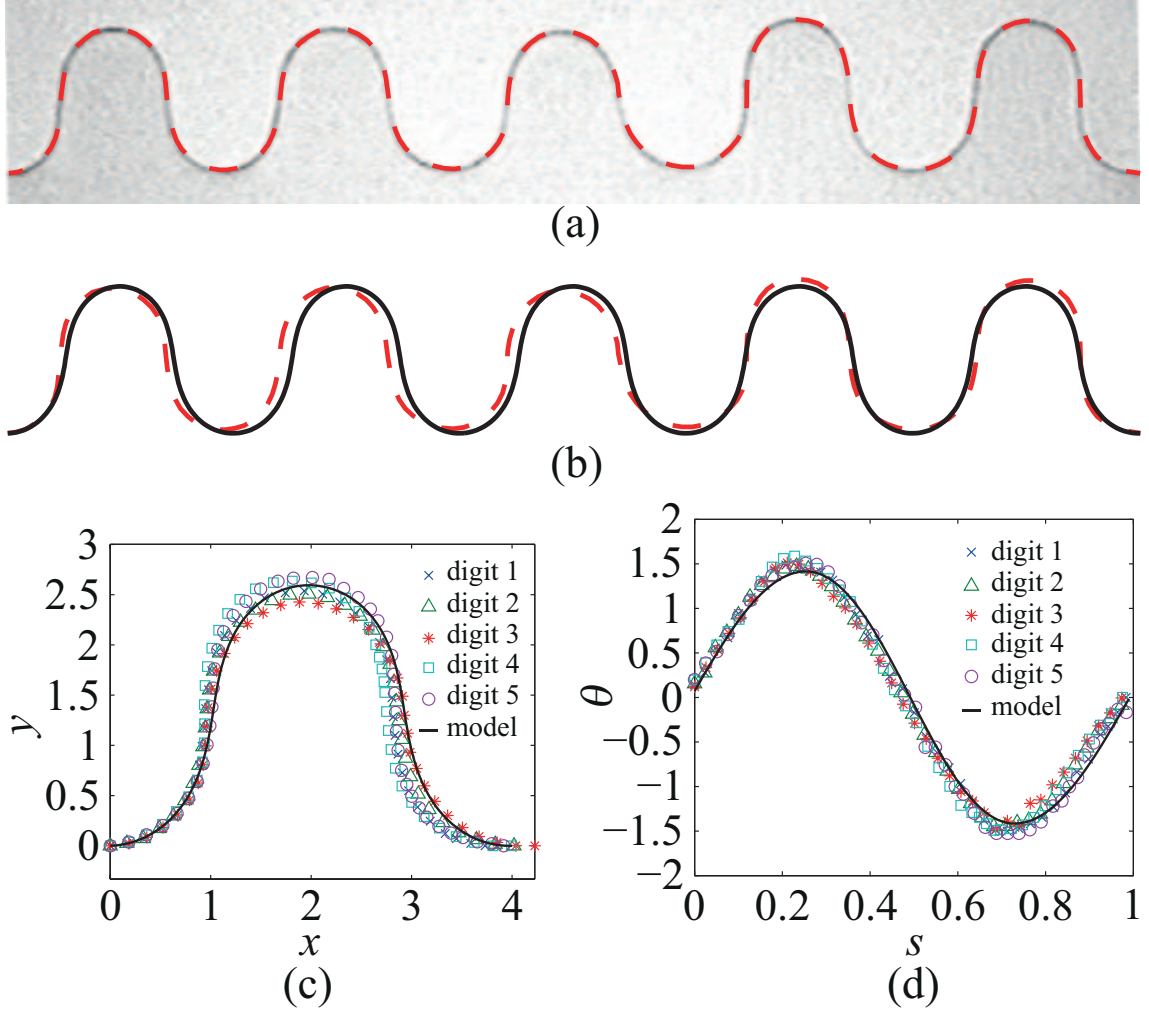 (a)
(b)
3
2.5
2
1.5
1
0.5
0
y
0 1 2 3 4
x
digit 1
digit 2
digit 3
digit 4
digit 5
model
(c)
2
1.5
1
0.5
0
−0.5
−1
−1.5
−2
θ
0 0.2 0.4 0.6 0.8 1
s
digit 1
digit 2
digit 3
digit 4
digit 5
model
(d)